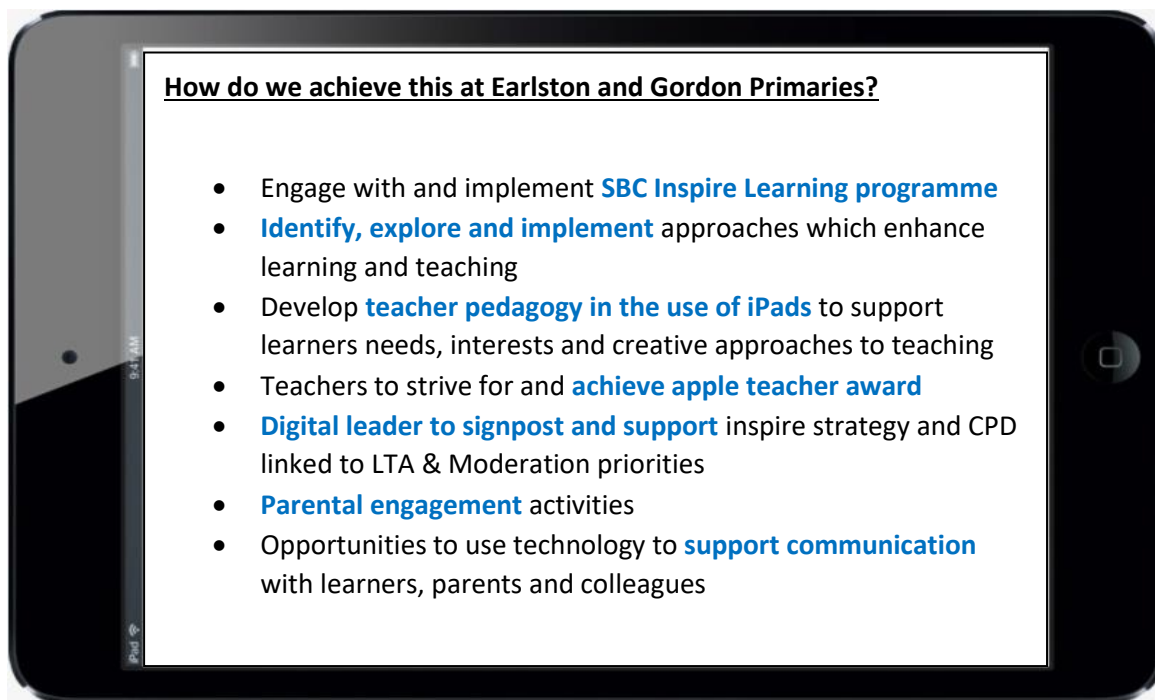 How do we achieve this at Earlston and Gordon Primaries?
• Engage with and implement SBC Inspire Learning programme
• Identify, explore and implement approaches which enhance
learning and teaching
• Develop teacher pedagogy in the use of iPads to support
learners needs, interests and creative approaches to teaching
• Teachers to strive for and achieve apple teacher award
• Digital leader to signpost and support inspire strategy and CPD
linked to LTA & Moderation priorities
• Parental engagement activities
• Opportunities to use technology to support communication
with learners, parents and colleagues
9:41 AM
iPad